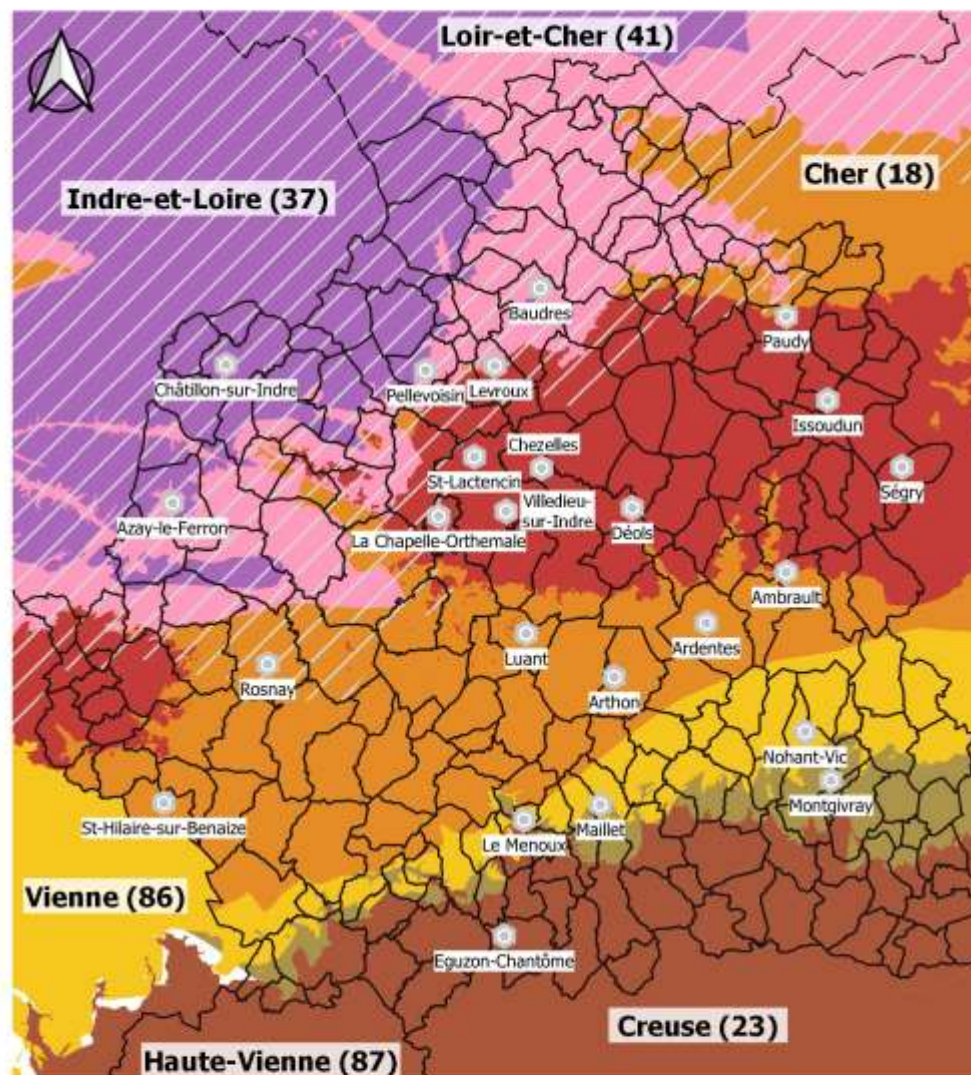 Loir-et-Cher (41)
Cher (18)
Indre-et-Loire (37)
Baudres
Paudy
Châtillon-sur-Indre
Pellevoisin
Levroux
Issoudun
Chezelles
St-Lactencin
Ségry
Villedieu-
sur-Indre
Azay-le-Ferron
Déols
La Chapelle-Orthemale
Ambrault
Luant
Ardentes
Rosnay
Arthon
Nohant-Vic
Montgivray
St-Hilaire-sur-Benaize
Maillet
Le Menoux
Vienne (86)
Eguzon-Chantôme
Creuse (23)
Haute-Vienne (87)